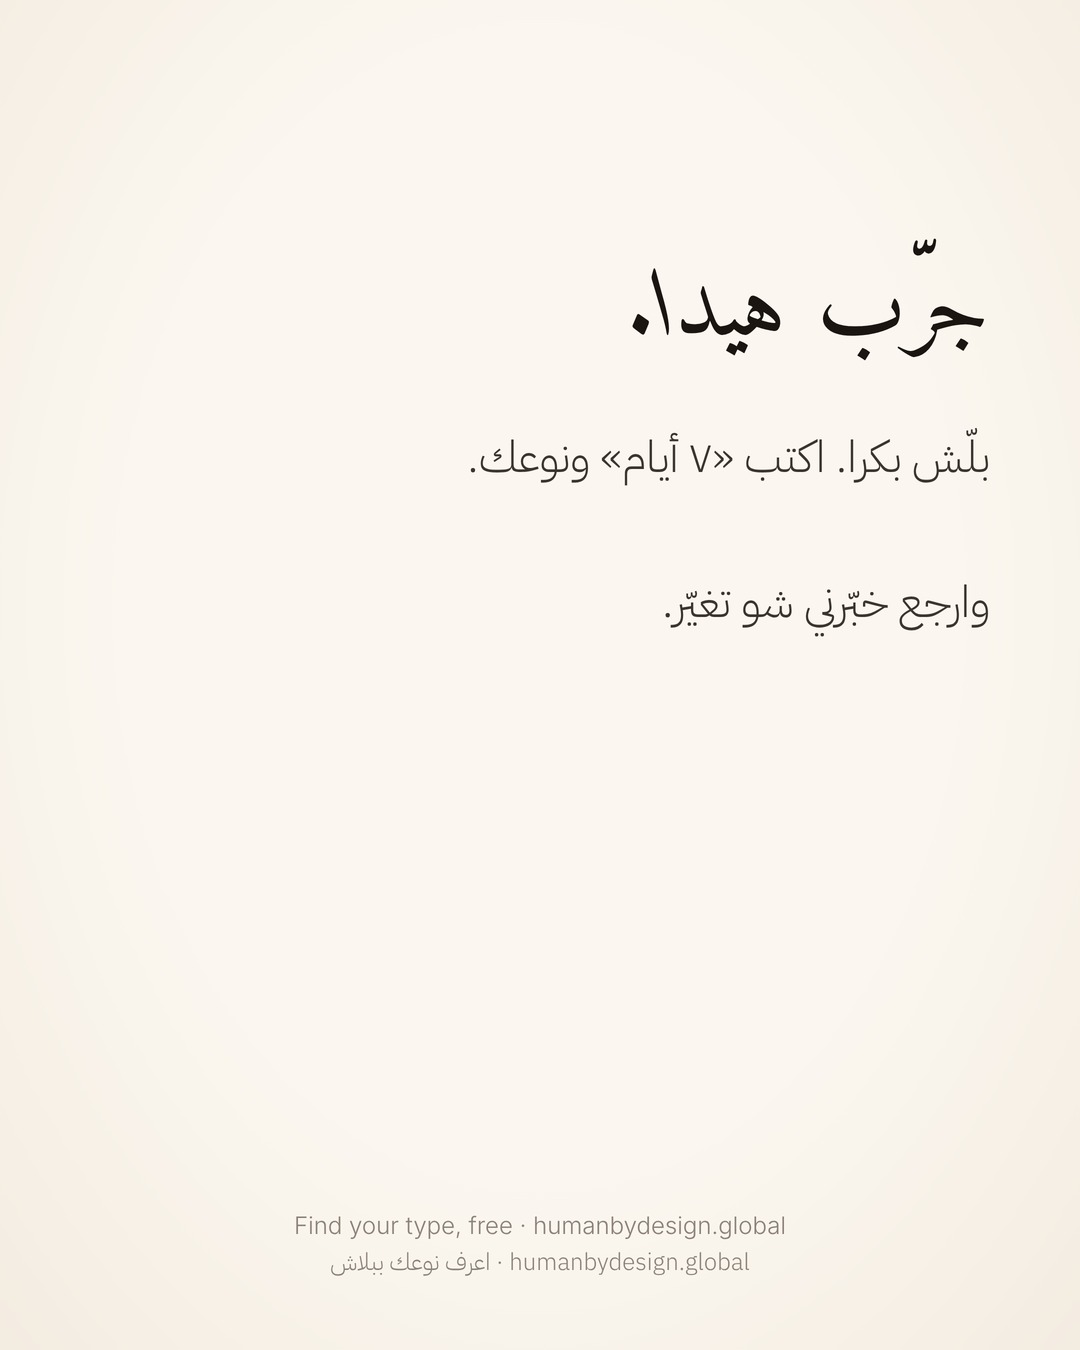 جرّب هيدا.
بلّش بكرا. اكتب «٧ أيام» ونوعك.
وارجع خبّرني شو تغيّر.
Find your type, free · humanbydesign.global
اعرف نوعك ببلاش · humanbydesign.global